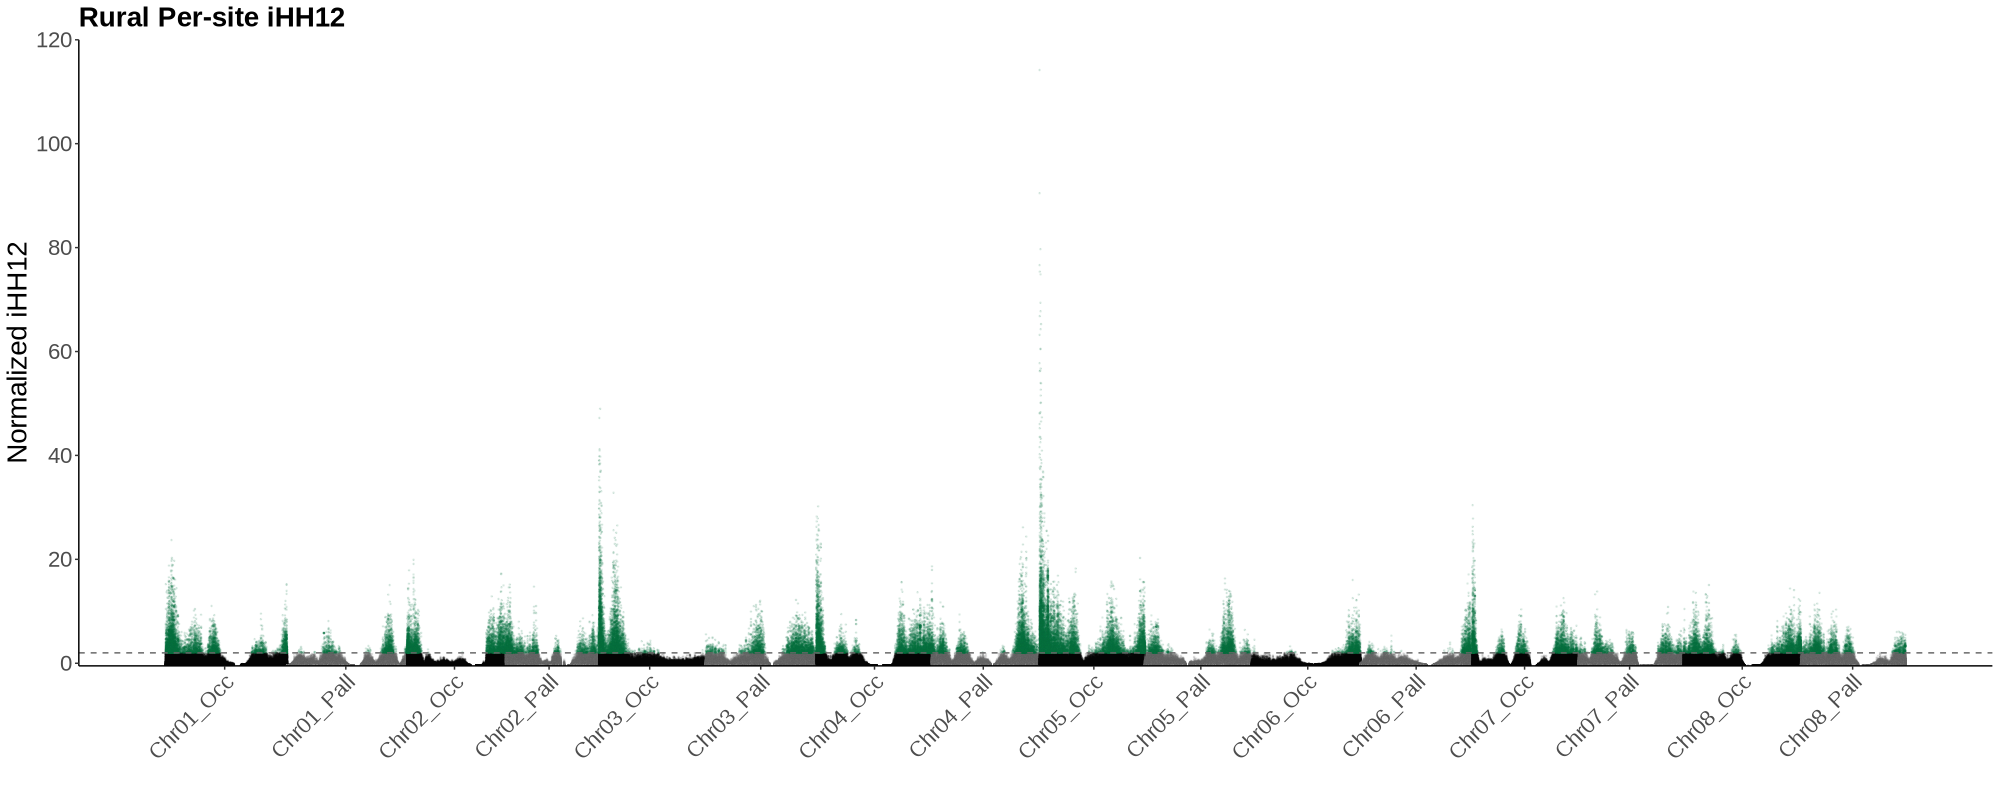 Rural Per-site iHH12
Normalized iHH12
120
100
80
60
40
20
0
Chr01_Occ
Chr01_Pall
Chr02_Occ
Chr02_Pall
Chr03_Occ
Chr03_Pall
Chr04_Occ
Chr04_Pall
Chr05_Occ
Chr05_Pall
Chr06_Occ
Chr06_Pall
Chr07_Occ
Chr07_Pall
Chr08_Occ
Chr08_Pall